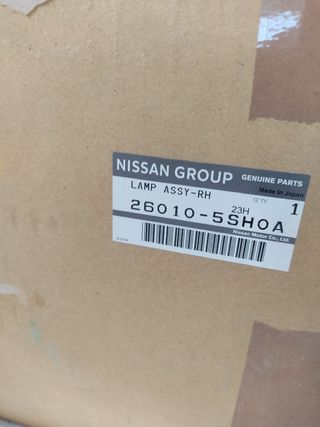 NISSAN GROUP GENUINE PARTS
LAMP ASSY-RH Made in Japan
Q'TY
23H 1
26010-5SH0A
Nissan Motor Co., Ltd.